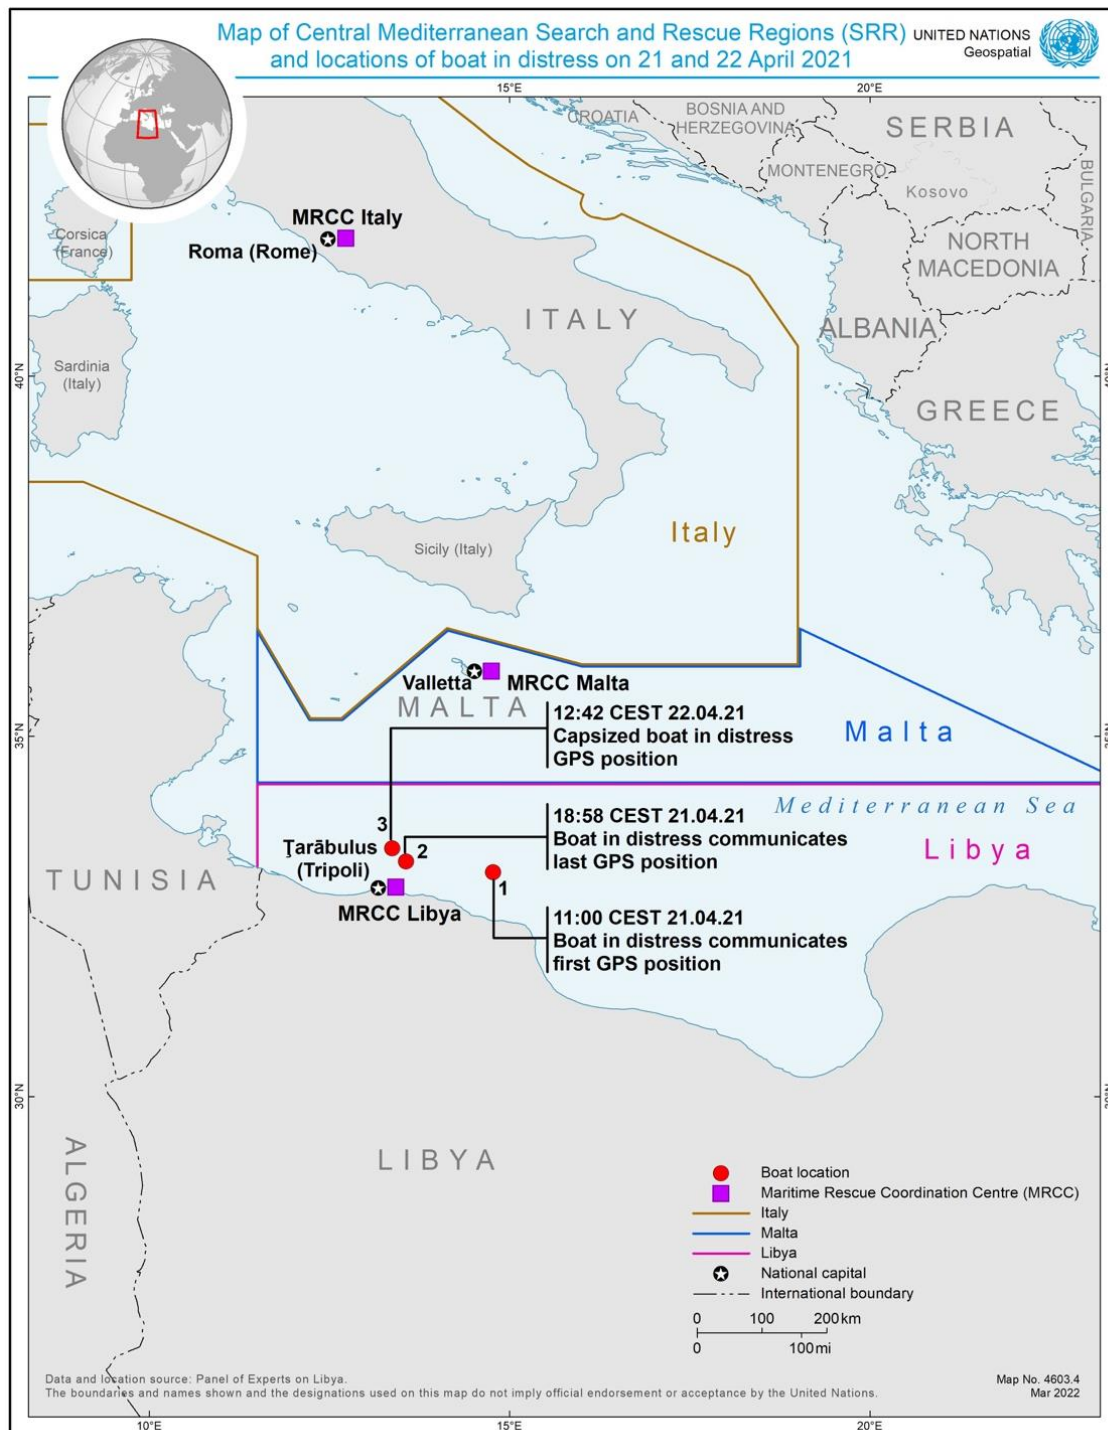 Map of Central Mediterranean Search and Rescue Regions (SRR)
and locations of boat in distress on 21 and 22 April 2021
UNITED NATIONS
Geospatial
15°E
20°E
CROATIA
BOSNIA AND
HERZEGOVINA
SERBIA
MONTENEGRO
Kosovo
BULGARIA
NORTH
MACEDONIA
ALBANIA
GREECE
Corsica
(France)
MRCC Italy
Roma (Rome)
ITALY
Sardinia
(Italy)
40°N
Sicily (Italy)
Italy
Valletta
MRCC Malta
MALTA
12:42 CEST 22.04.21
Capsized boat in distress
GPS position
Malta
35°N
Mediterranean Sea
18:58 CEST 21.04.21
Boat in distress communicates
last GPS position
Libya
3
2
1
Ţarābulus
(Tripoli)
MRCC Libya
TUNISIA
11:00 CEST 21.04.21
Boat in distress communicates
first GPS position
30°N
ALGERIA
LIBYA
Boat location
Maritime Rescue Coordination Centre (MRCC)
Italy
Malta
Libya
National capital
International boundary
0 100 200 km
0 100 mi
Data and location source: Panel of Experts on Libya.
The boundaries and names shown and the designations used on this map do not imply official endorsement or acceptance by the United Nations.
Map No. 4603.4
Mar 2022
10°E
15°E
20°E